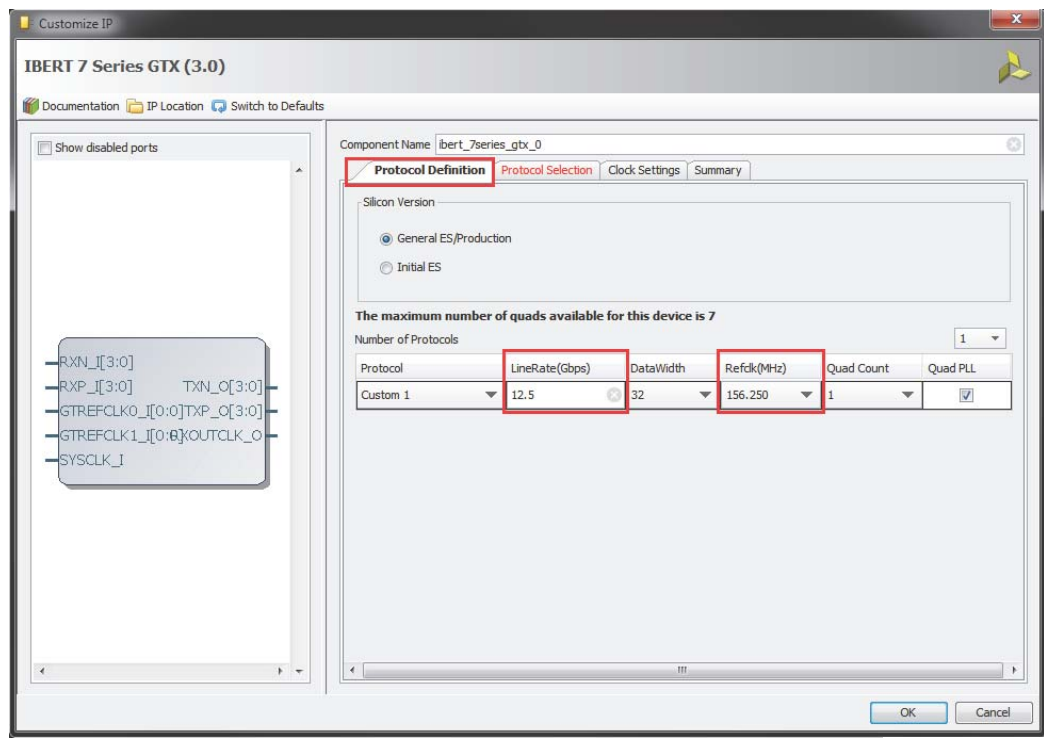 Customize IP
IBERT 7 Series GTX (3.0)
Documentation IP Location Switch to Defaults
Show disabled ports
RXN_I[3:0]
RXP_I[3:0] TXN_O[3:0]
GTREFCLK0_I[0:0] TXP_O[3:0]
GTREFCLK1_I[0:0] XOUTCLK_O
SYSCLK_I
Component Name ibert_7series_gtx_0
Protocol Definition Protocol Selection Clock Settings Summary
Silicon Version
General ES/Production
Initial ES
The maximum number of quads available for this device is 7
Number of Protocols 1
Protocol LineRate(Gbps) DataWidth Refclk(MHz) Quad Count Quad PLL
Custom 1 12.5 32 156.250 1
OK Cancel